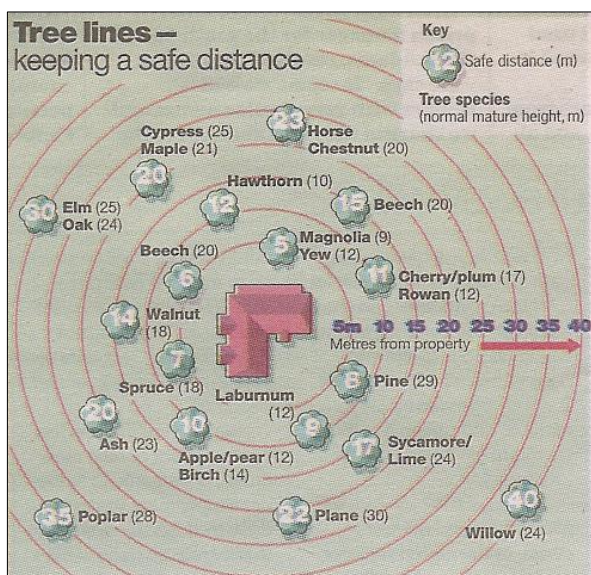 Tree lines –
keeping a safe distance
Key
12 Safe distance (m)
Tree species
(normal mature height, m)
23
Horse
Chestnut (20)
Cypress (25)
Maple (21)
20
Hawthorn (10)
12
15
Beech (20)
30
Elm (25)
Oak (24)
5
Magnolia (9)
Yew (12)
Beech (20)
6
11
Cherry/plum (17)
Rowan (12)
14
Walnut
(18)
5m 10 15 20 25 30 35 40
Metres from property
7
Spruce (18)
8
Pine (29)
Laburnum
(12)
9
20
Ash (23)
10
Apple/pear (12)
Birch (14)
17
Sycamore/
Lime (24)
35
Poplar (28)
22
Plane (30)
40
Willow (24)